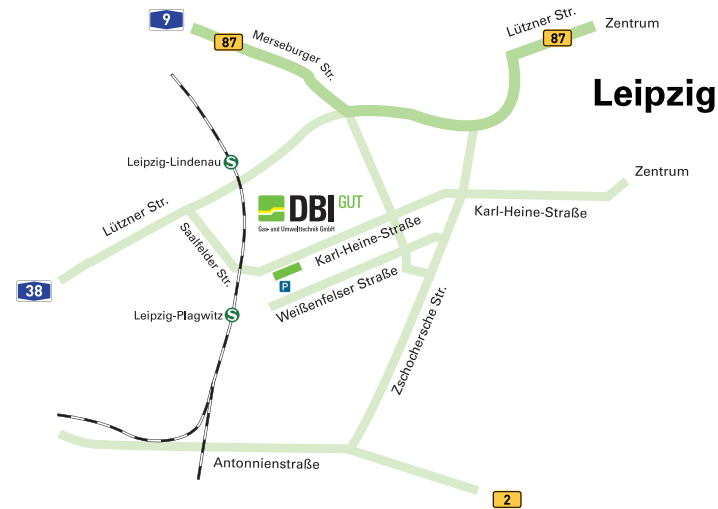 9
87
Merseburger Str.
Lützner Str.
87
Zentrum
Leipzig
Leipzig-Lindenau
S
Zentrum
Lützner Str.
DBI GUT
Gas- und Umwelttechnik GmbH
Karl-Heine-Straße
Saalfelder Str.
Karl-Heine-Straße
38
P
Weißenfelser Straße
Leipzig-Plagwitz
S
Zschochersche Str.
Antonnienstraße
2